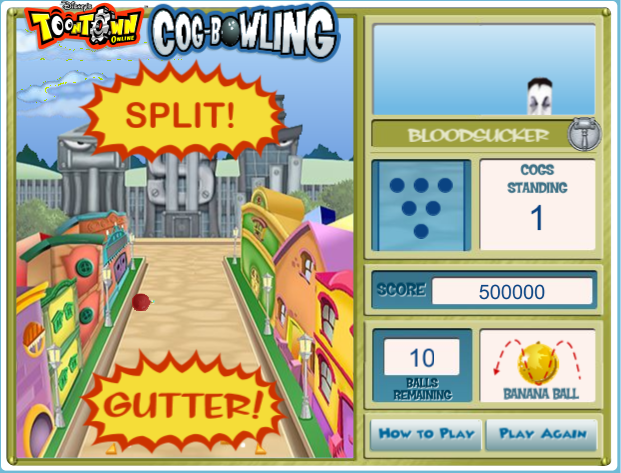 Disney's
TOONTOWN
ONLINE
COG-BOWLING
SPLIT!
GUTTER!
BLOODSUCKER
COGS
STANDING
1
SCORE 500000
10
BALLS
REMAINING
BANANA BALL
HOW TO PLAY
PLAY AGAIN